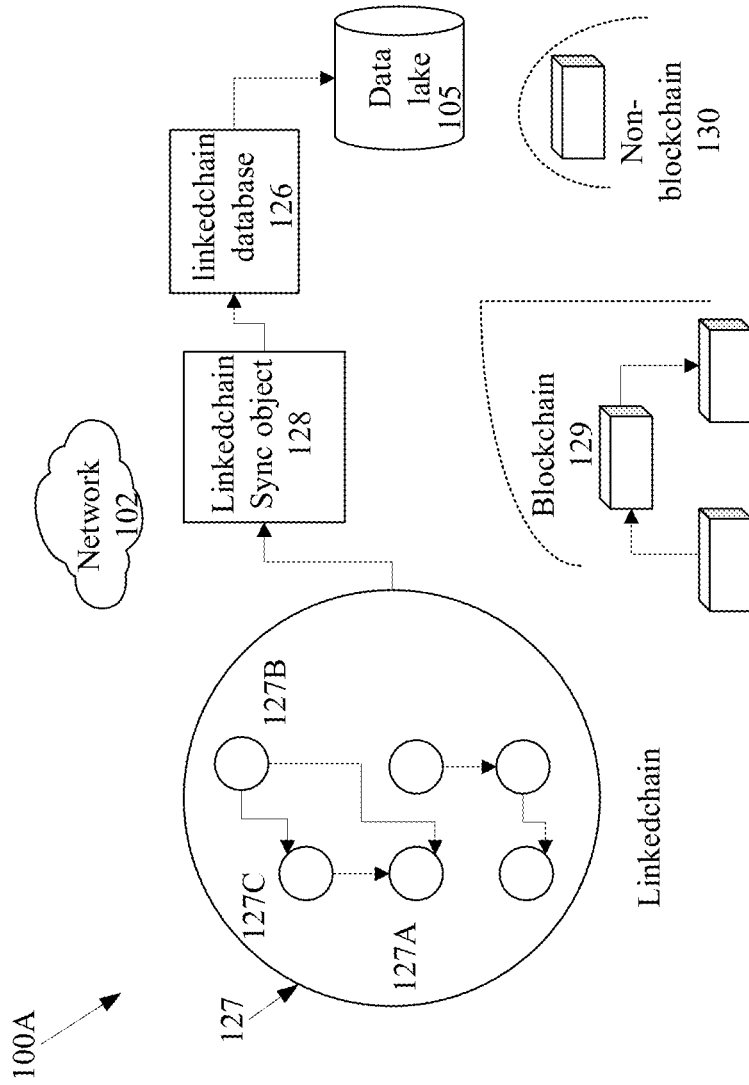 100A
127
127C
127B
127A
Linkedchain
Network
102
Linkedchain
Sync object
128
linkedchain
database
126
Data
lake
105
Blockchain
129
Non-
blockchain
130